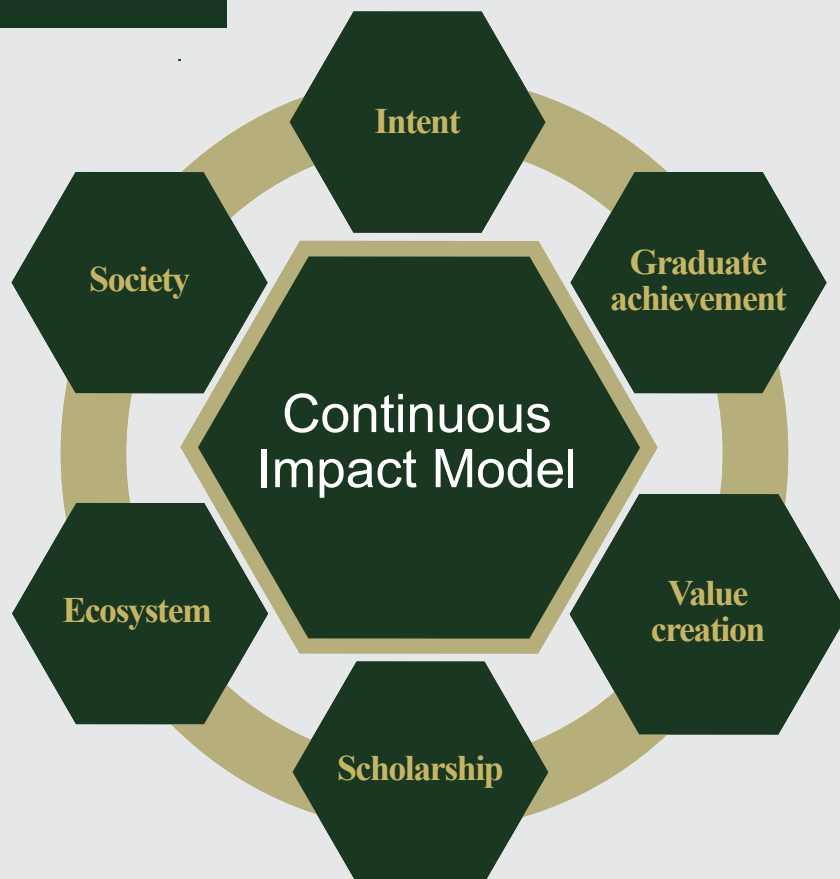 Intent
Graduate
achievement
Society
Continuous
Impact Model
Value
creation
Ecosystem
Scholarship